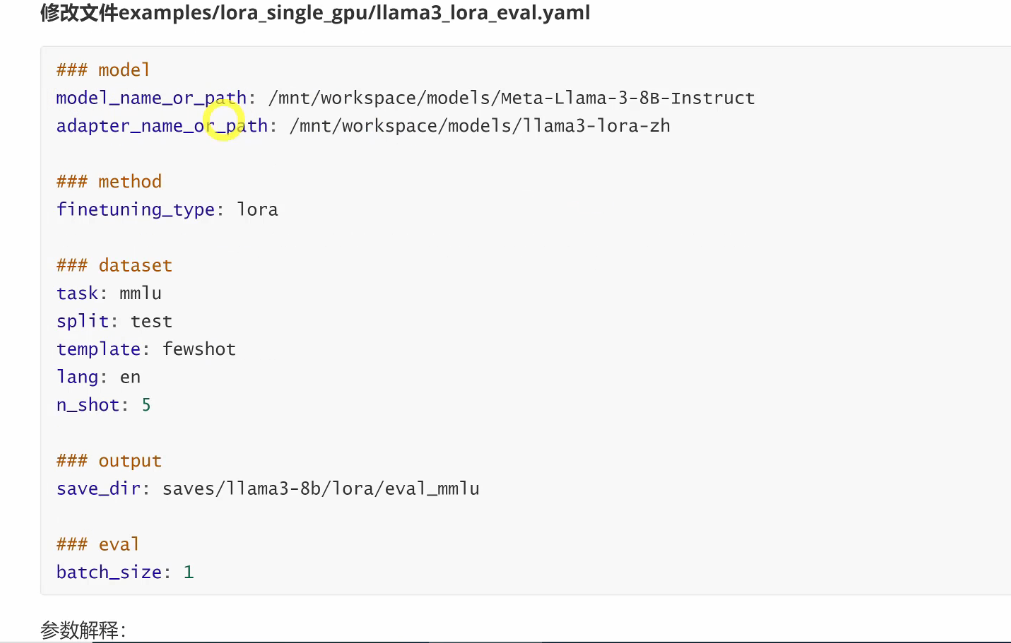 修改文件examples/lora_single_gpu/llama3_lora_eval.yaml
### model
model_name_or_path: /mnt/workspace/models/Meta-Llama-3-8B-Instruct
adapter_name_or_path: /mnt/workspace/models/llama3-lora-zh
### method
finetuning_type: lora
### dataset
task: mmlu
split: test
template: fewshot
lang: en
n_shot: 5
### output
save_dir: saves/llama3-8b/lora/eval_mmlu
### eval
batch_size: 1
参数解释：